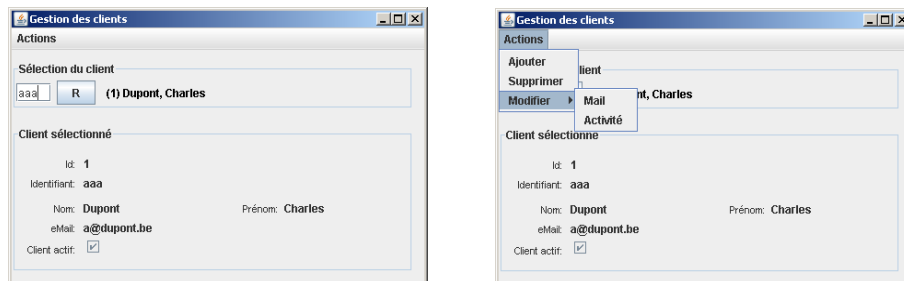 Gestion des clients
Actions
Sélection du client
aaa R (1) Dupont, Charles
Client sélectionné
Id: 1
Identifiant: aaa
Nom: Dupont Prénom: Charles
eMail: a@dupont.be
Client actif:
Gestion des clients
Actions
Ajouter
lient
Supprimer
Modifier Mail nt, Charles
Activité
Client sélectionné
Id: 1
Identifiant: aaa
Nom: Dupont Prénom: Charles
eMail: a@dupont.be
Client actif: